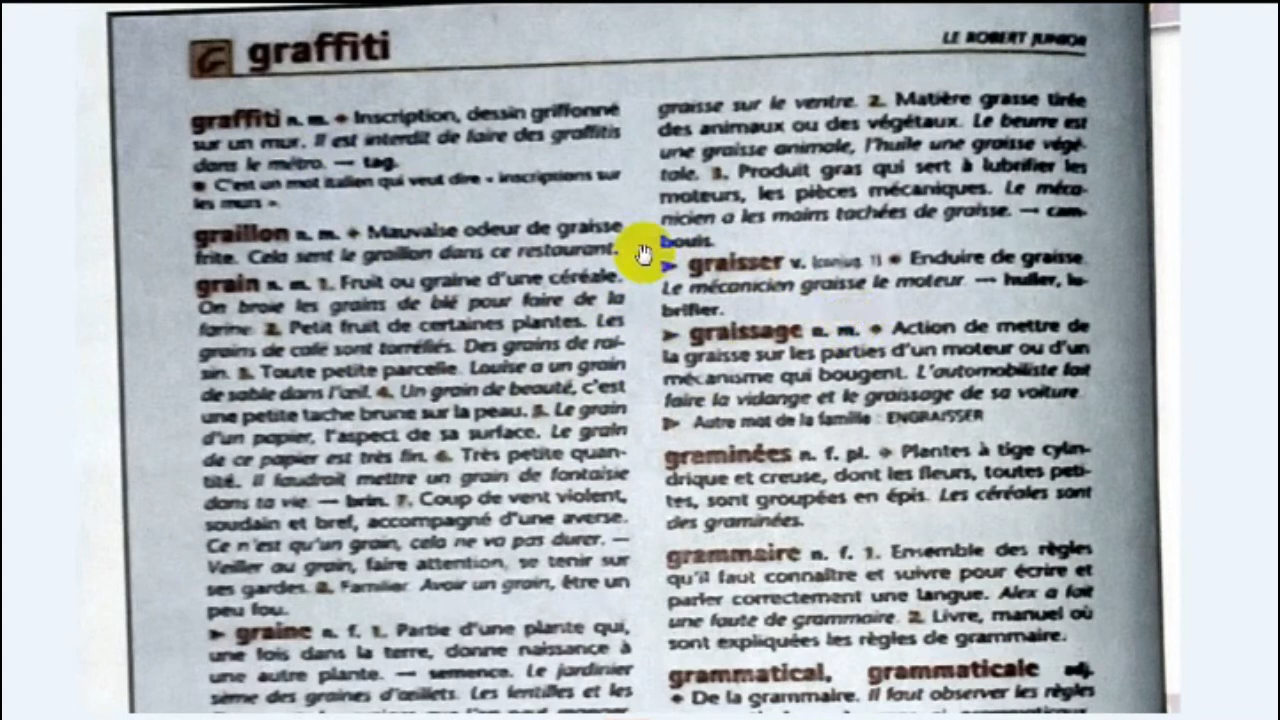 graffiti
LE ROBERT JUNIOR
graffiti n. m. ✦ Inscription, dessin griffonné
sur un mur. Il est interdit de faire des graffitis
dans le métro. — tag.
■ C'est un mot italien qui veut dire « inscriptions sur
les murs ».
graillon n. m. ✦ Mauvaise odeur de graisse
frite. Cela sent le graillon dans ce restaurant.
grain n. m. 1. Fruit ou graine d'une céréale.
On broie les grains de blé pour faire de la
farine. 2. Petit fruit de certaines plantes. Les
grains de café sont torréfiés. Des grains de rai-
sin. 3. Toute petite parcelle. Louise a un grain
de sable dans l'œil. 4. Un grain de beauté, c'est
une petite tache brune sur la peau. 5. Le grain
d'un papier, l'aspect de sa surface. Le grain
de ce papier est très fin. 6. Très petite quan-
tité. Il faudrait mettre un grain de fantaisie
dans ta vie. — brin. 7. Coup de vent violent,
soudain et bref, accompagné d'une averse.
Ce n'est qu'un grain, cela ne va pas durer. —
Veiller au grain, faire attention, se tenir sur
ses gardes. 8. Familier. Avoir un grain, être un
peu fou.
➤ graine n. f. 1. Partie d'une plante qui,
une fois dans la terre, donne naissance à
une autre plante. — semence. Le jardinier
sème des graines d'œillets. Les lentilles et les
graisse sur le ventre. 2. Matière grasse tirée
des animaux ou des végétaux. Le beurre est
une graisse animale, l'huile une graisse végé-
tale. 3. Produit gras qui sert à lubrifier les
moteurs, les pièces mécaniques. Le méca-
nicien a les mains tachées de graisse. — cam-
bouis.
➤ graisser v. (conjug. 1) ✦ Enduire de graisse.
Le mécanicien graisse le moteur. — huiler, lu-
brifier.
➤ graissage n. m. ✦ Action de mettre de
la graisse sur les parties d'un moteur ou d'un
mécanisme qui bougent. L'automobiliste fait
faire la vidange et le graissage de sa voiture.
▷ Autre mot de la famille : ENGRAISSER
graminées n. f. pl. ✦ Plantes à tige cylin-
drique et creuse, dont les fleurs, toutes peti-
tes, sont groupées en épis. Les céréales sont
des graminées.
grammaire n. f. 1. Ensemble des règles
qu'il faut connaître et suivre pour écrire et
parler correctement une langue. Alex a fait
une faute de grammaire. 2. Livre, manuel où
sont expliquées les règles de grammaire.
grammatical, grammaticale adj.
✦ De la grammaire. Il faut observer les règles